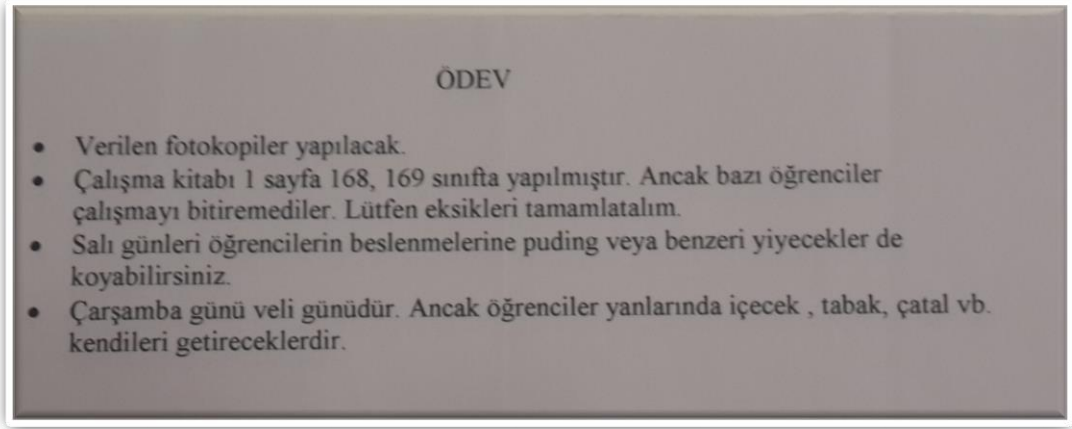 ÖDEV
• Verilen fotokopiler yapılacak.
• Çalışma kitabı 1 sayfa 168, 169 sınıfta yapılmıştır. Ancak bazı öğrenciler
çalışmayı bitiremediler. Lütfen eksikleri tamamlatalım.
• Salı günleri öğrencilerin beslenmelerine puding veya benzeri yiyecekler de
koyabilirsiniz.
• Çarşamba günü veli günüdür. Ancak öğrenciler yanlarında içecek , tabak, çatal vb.
kendileri getireceklerdir.